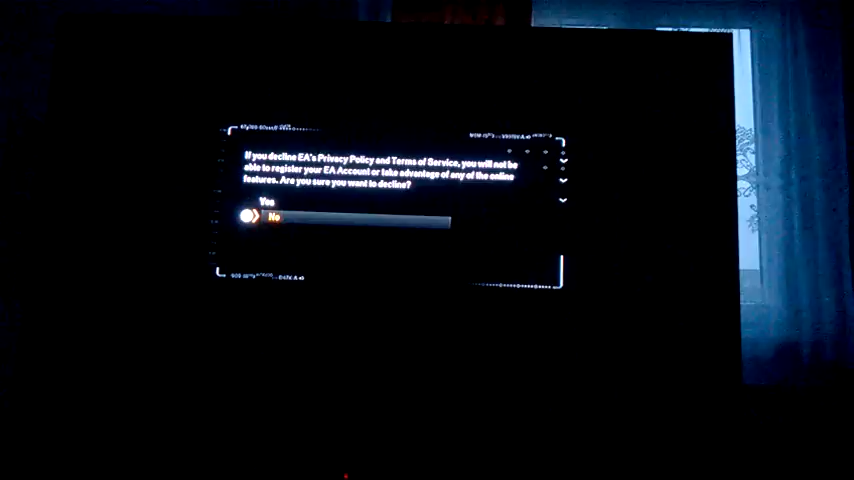 If you decline EA's Privacy Policy and Terms of Service, you will not be
able to register your EA Account or take advantage of any of the online
features. Are you sure you want to decline?
Yes
No